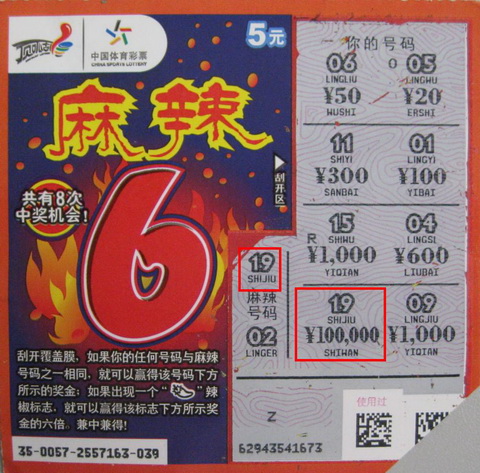 顶呱刮
中国体育彩票
CHINA SPORTS LOTTERY
5元
麻辣
6
共有8次
中奖机会!
刮开区
你的号码
06 05
LINGLIU LINGWU
¥50 ¥20
WUSHI ERSHI
11 01
SHIYI LINGYI
¥300 ¥100
SANBAI YIBAI
15 04
SHIWU LINGSI
R
¥1,000 ¥600
YIQIAN LIUBAI
19 09
SHIJIU LINGJIU
¥100,000 ¥1,000
SHIWAN YIQIAN
19
SHIJIU
麻辣
号码
02
LINGER
刮开覆盖膜,如果你的任何号码与麻辣
号码之一相同,就可以赢得该号码下方
所示的奖金;如果出现一个“ ”辣
椒标志,就可以赢得该标志下方所示奖
金的六倍。兼中兼得!
Z
使用过
62943541673
35-0057-2557163-039